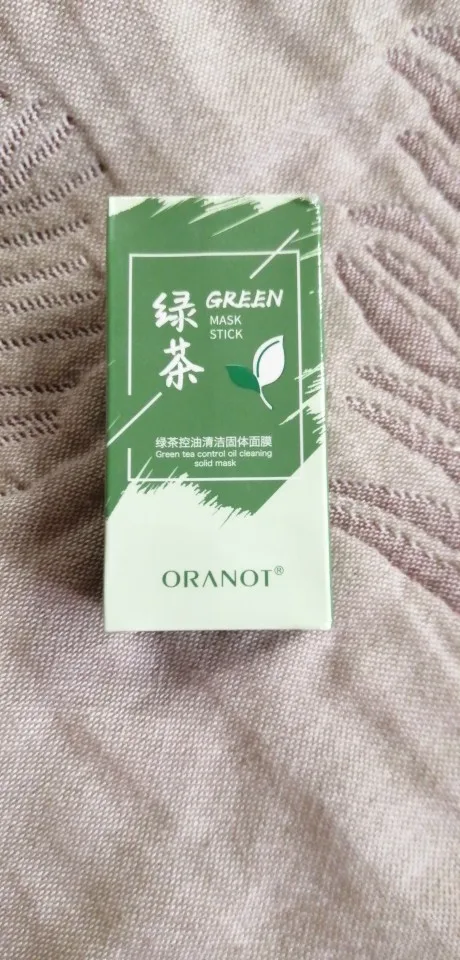 绿茶
GREEN
MASK
STICK
绿茶控油清洁固体面膜
Green tea control oil cleaning
solid mask
ORANOT®